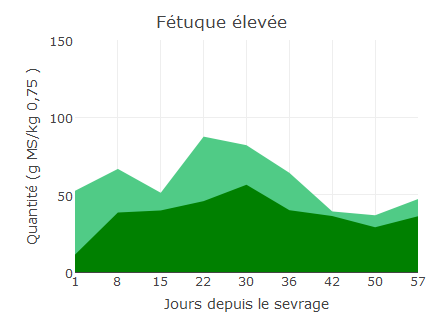 Fétuque élevée
Quantité (g MS/kg 0,75 )
150
100
50
0
1 8 15 22 30 36 42 50 57
Jours depuis le sevrage